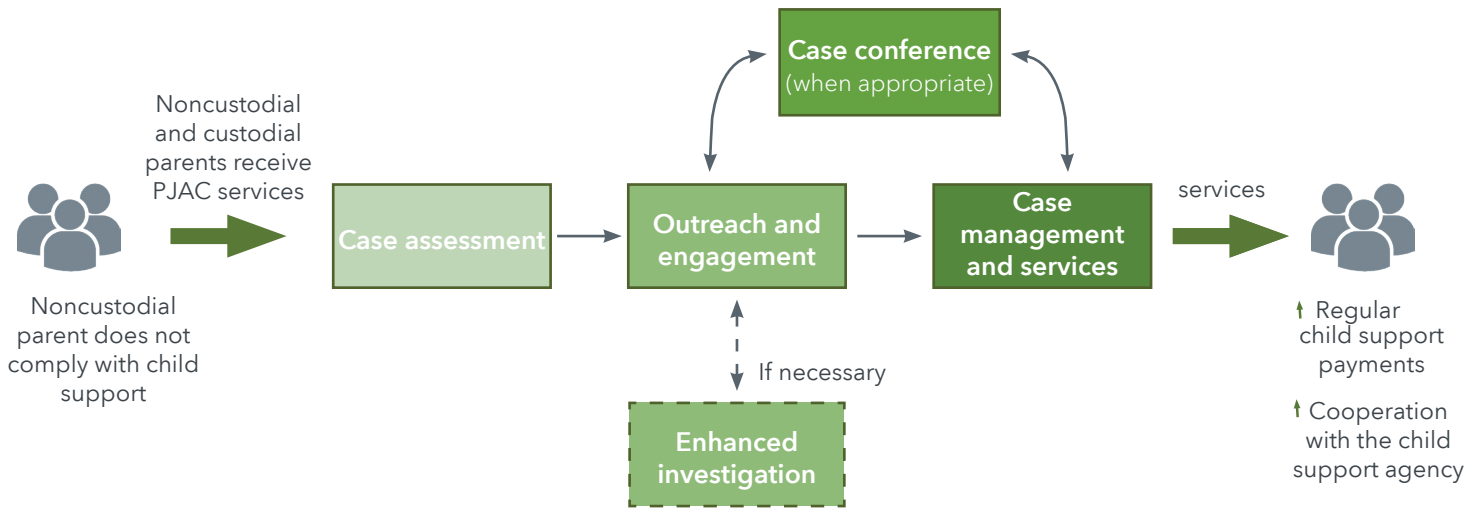 Noncustodial
and custodial
parents receive
PJAC services
Noncustodial
parent does not
comply with child
support
Case assessment
Outreach and
engagement
Case conference
(when appropriate)
If necessary
Enhanced
investigation
Case
management
and services
services
Regular
child support
payments
Cooperation
with the child
support agency